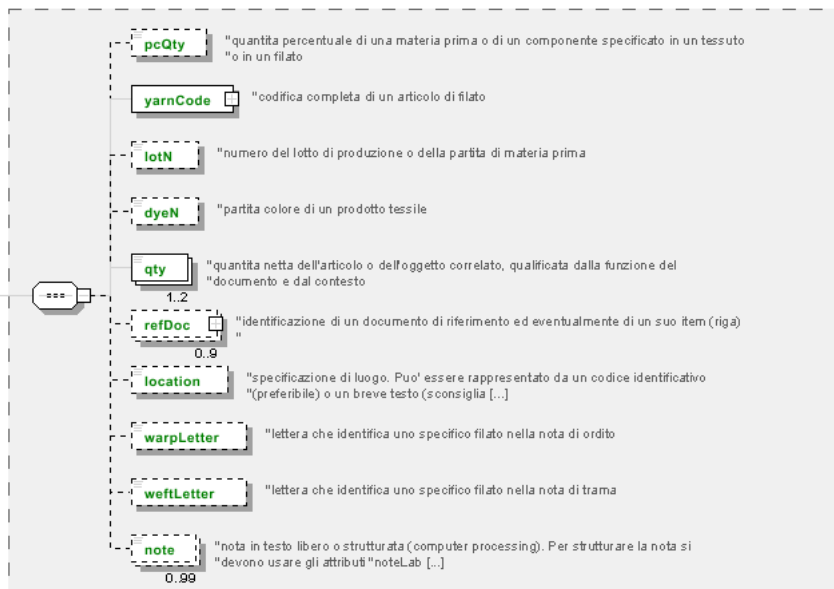 pcQty
"quantita percentuale di una materia prima o di un componente specificato in un tessuto
"o in un filato
yarnCode
"codifica completa di un articolo di filato
lotN
"numero del lotto di produzione o della partita di materia prima
dyeN
"partita colore di un prodotto tessile
qty
"quantita netta dell'articolo o dell'oggetto correlato, qualificata dalla funzione del
"documento e dal contesto
1..2
refDoc
"identificazione di un documento di riferimento ed eventualmente di un suo item (riga)
"
0..9
location
"specificazione di luogo. Puo' essere rappresentato da un codice identificativo
"(preferibile) o un breve testo (sconsiglia [...]
warpLetter
"lettera che identifica uno specifico filato nella nota di ordito
weftLetter
"lettera che identifica uno specifico filato nella nota di trama
note
"nota in testo libero o strutturata (computer processing). Per strutturare la nota si
"devono usare gli attributi "noteLab [...]
0..99